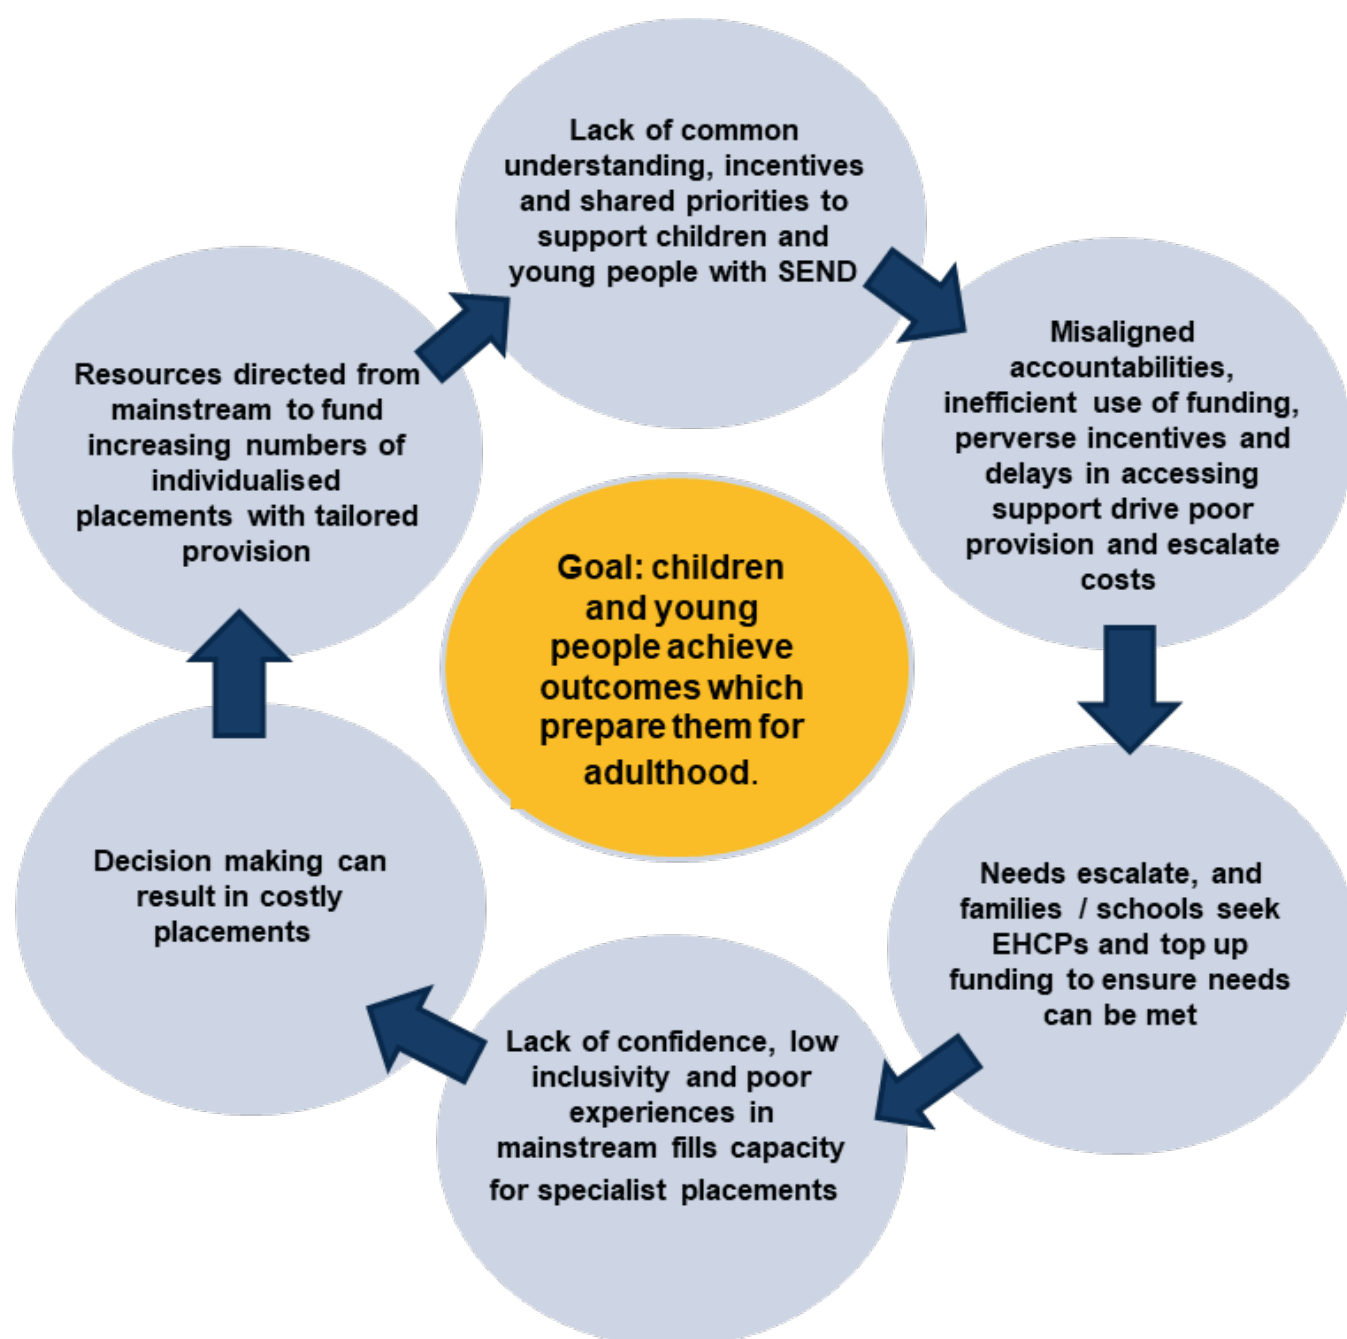 Lack of common
understanding, incentives
and shared priorities to
support children and
young people with SEND
Misaligned
accountabilities,
inefficient use of funding,
perverse incentives and
delays in accessing
support drive poor
provision and escalate
costs
Needs escalate, and
families / schools seek
EHCPs and top up
funding to ensure needs
can be met
Lack of confidence, low
inclusivity and poor
experiences in
mainstream fills capacity
for specialist placements
Decision making can
result in costly
placements
Resources directed from
mainstream to fund
increasing numbers of
individualised
placements with tailored
provision
Goal: children
and young
people achieve
outcomes which
prepare them for
adulthood.